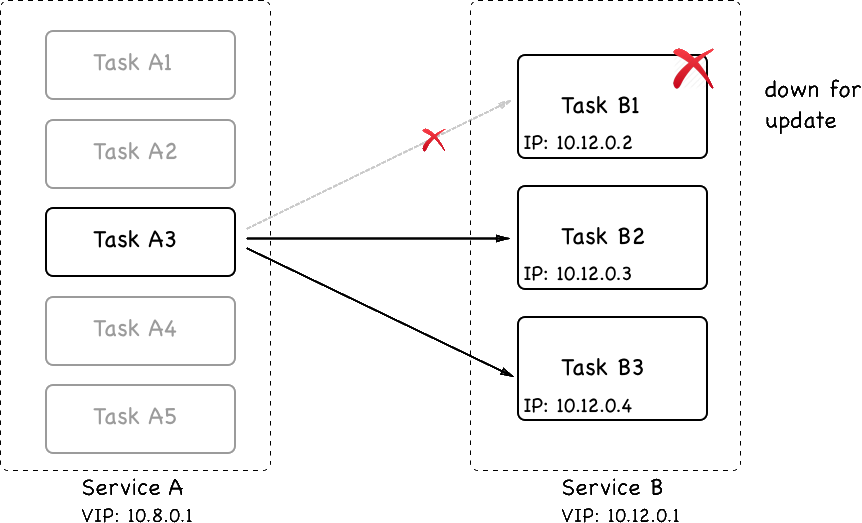 Task A1
Task A2
Task A3
Task A4
Task A5
Service A
VIP: 10.8.0.1
Task B1
IP: 10.12.0.2
Task B2
IP: 10.12.0.3
Task B3
IP: 10.12.0.4
Service B
VIP: 10.12.0.1
down for
update